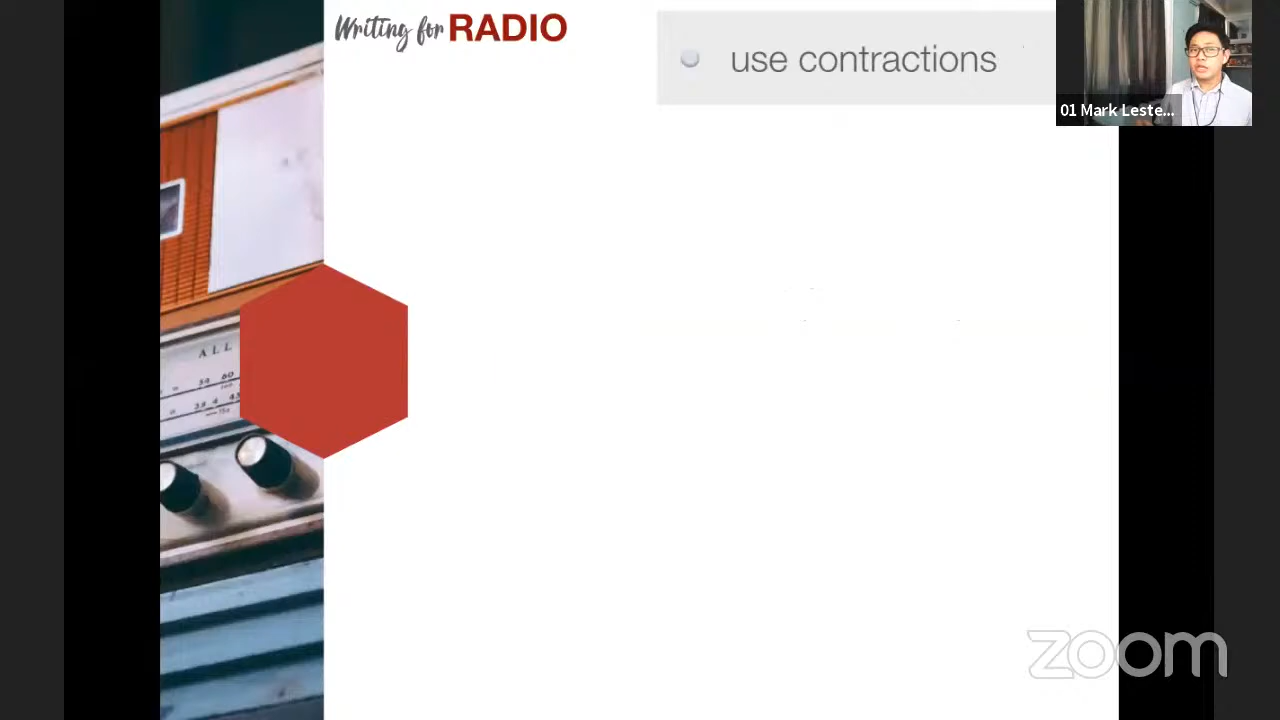 Writing for RADIO
use contractions
01 Mark Leste...
ALL
zoom